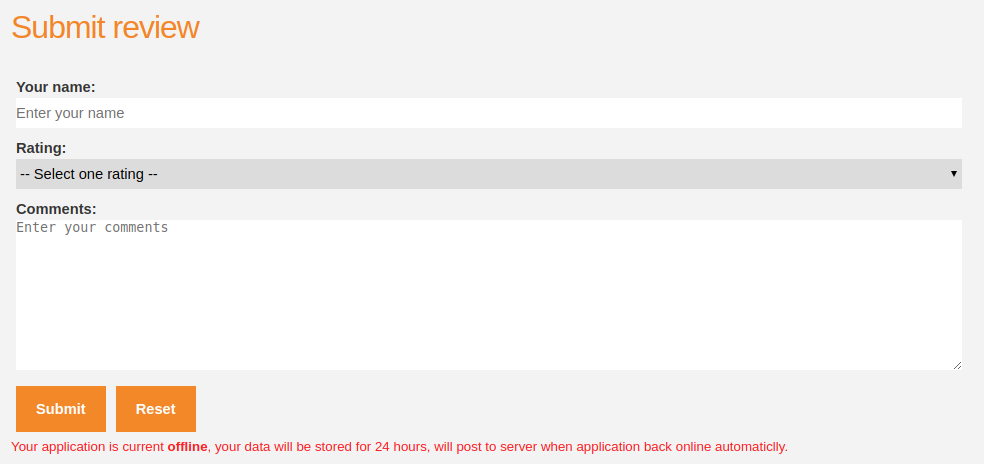 Submit review
Your name:
Enter your name
Rating:
-- Select one rating --
Comments:
Enter your comments
Submit Reset
Your application is current offline, your data will be stored for 24 hours, will post to server when application back online automaticlly.